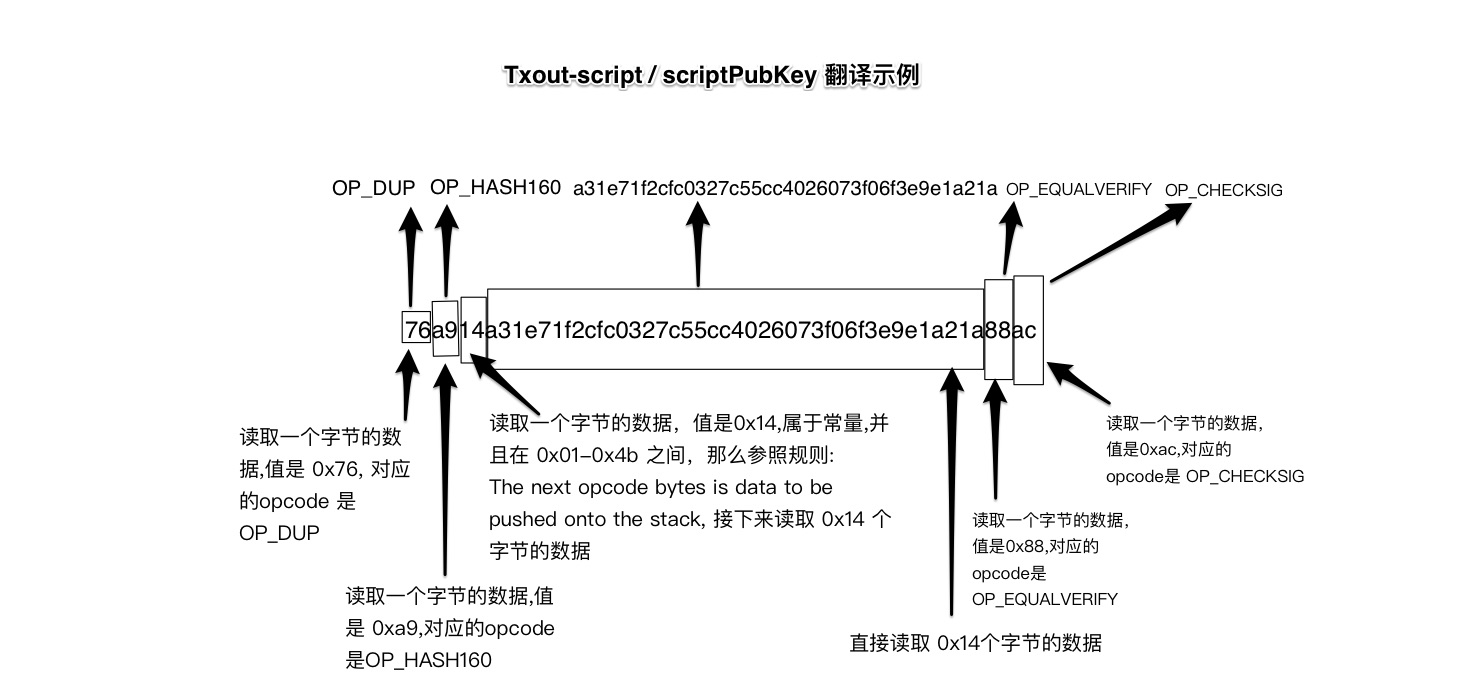 Txout-script / scriptPubKey 翻译示例
OP_DUP OP_HASH160 a31e71f2cfc0327c55cc4026073f06f3e9e1a21a OP_EQUALVERIFY OP_CHECKSIG
76a914a31e71f2cfc0327c55cc4026073f06f3e9e1a21a88ac
读取一个字节的数
据,值是 0x76, 对应
的opcode 是
OP_DUP
读取一个字节的数据，值是0x14,属于常量,并
且在 0x01-0x4b 之间，那么参照规则:
The next opcode bytes is data to be
pushed onto the stack, 接下来读取 0x14 个
字节的数据
读取一个字节的数据，
值是0xac,对应的
opcode是 OP_CHECKSIG
读取一个字节的数据，
值是0x88,对应的
opcode是
OP_EQUALVERIFY
读取一个字节的数据,值
是 0xa9,对应的opcode
是OP_HASH160
直接读取 0x14个字节的数据